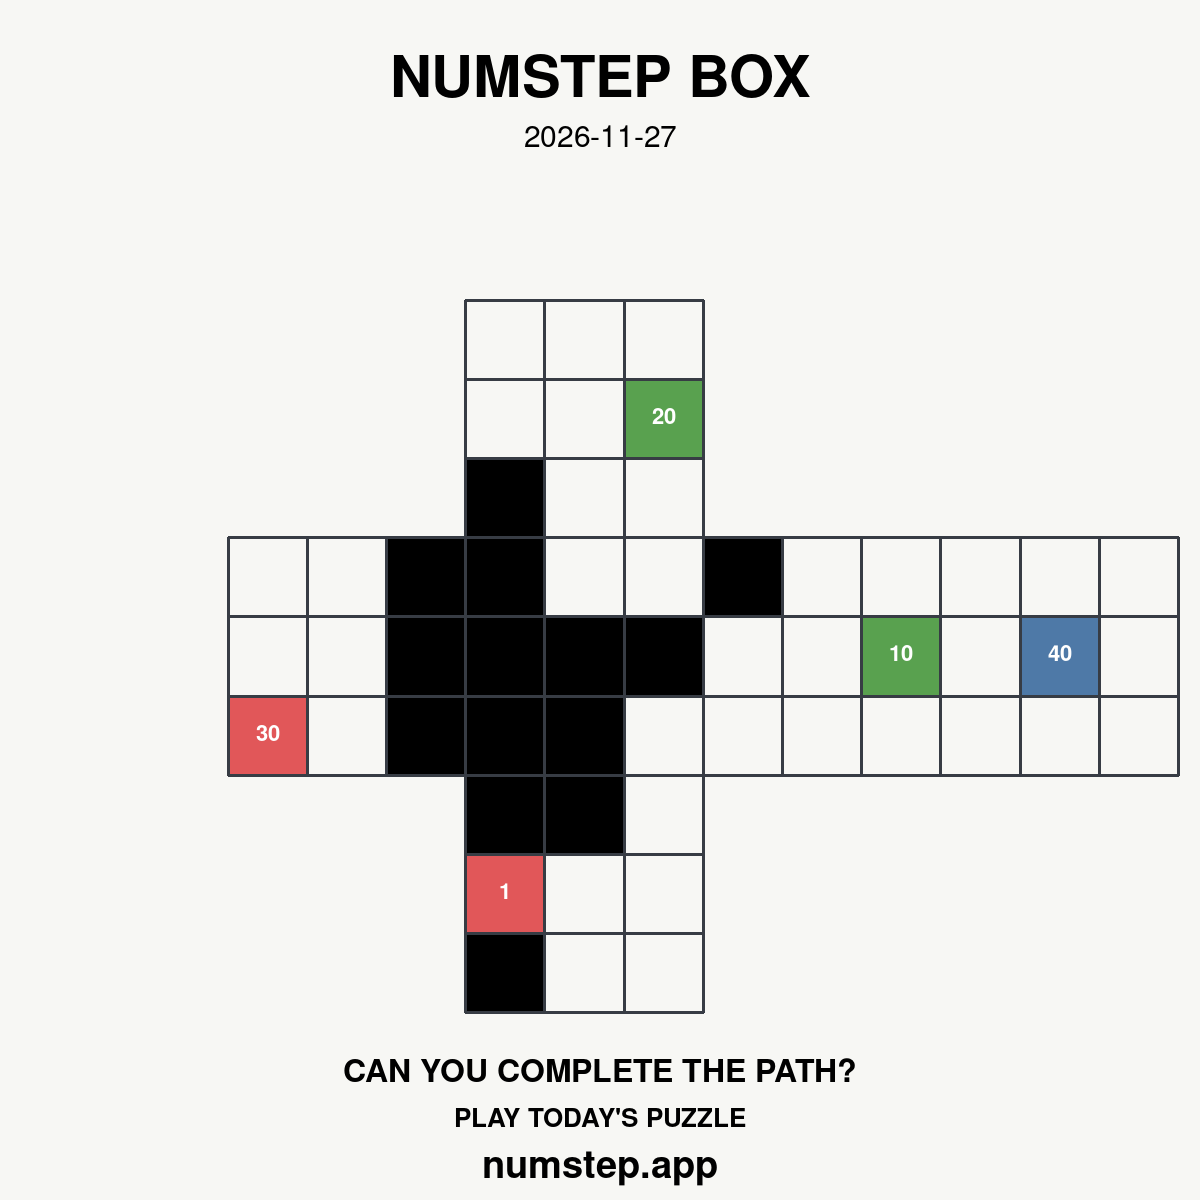 NUMSTEP BOX
2026-11-27
20
10
40
30
1
CAN YOU COMPLETE THE PATH?
PLAY TODAY'S PUZZLE
numstep.app